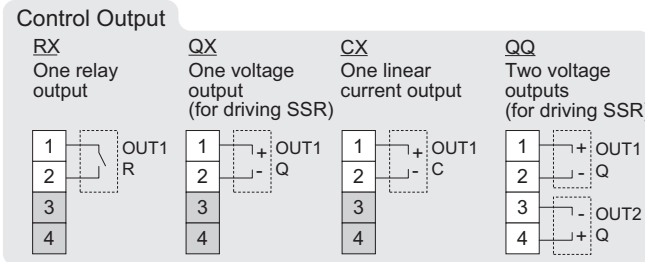 Control Output
RX
One relay
output
1
2
3
4
OUT1
R
QX
One voltage
output
(for driving SSR)
1
2
3
4
+
-
OUT1
Q
CX
One linear
current output
1
2
3
4
+
-
OUT1
C
QQ
Two voltage
outputs
(for driving SSR
1
2
3
4
+
-
OUT1
Q
-
+
OUT2
Q